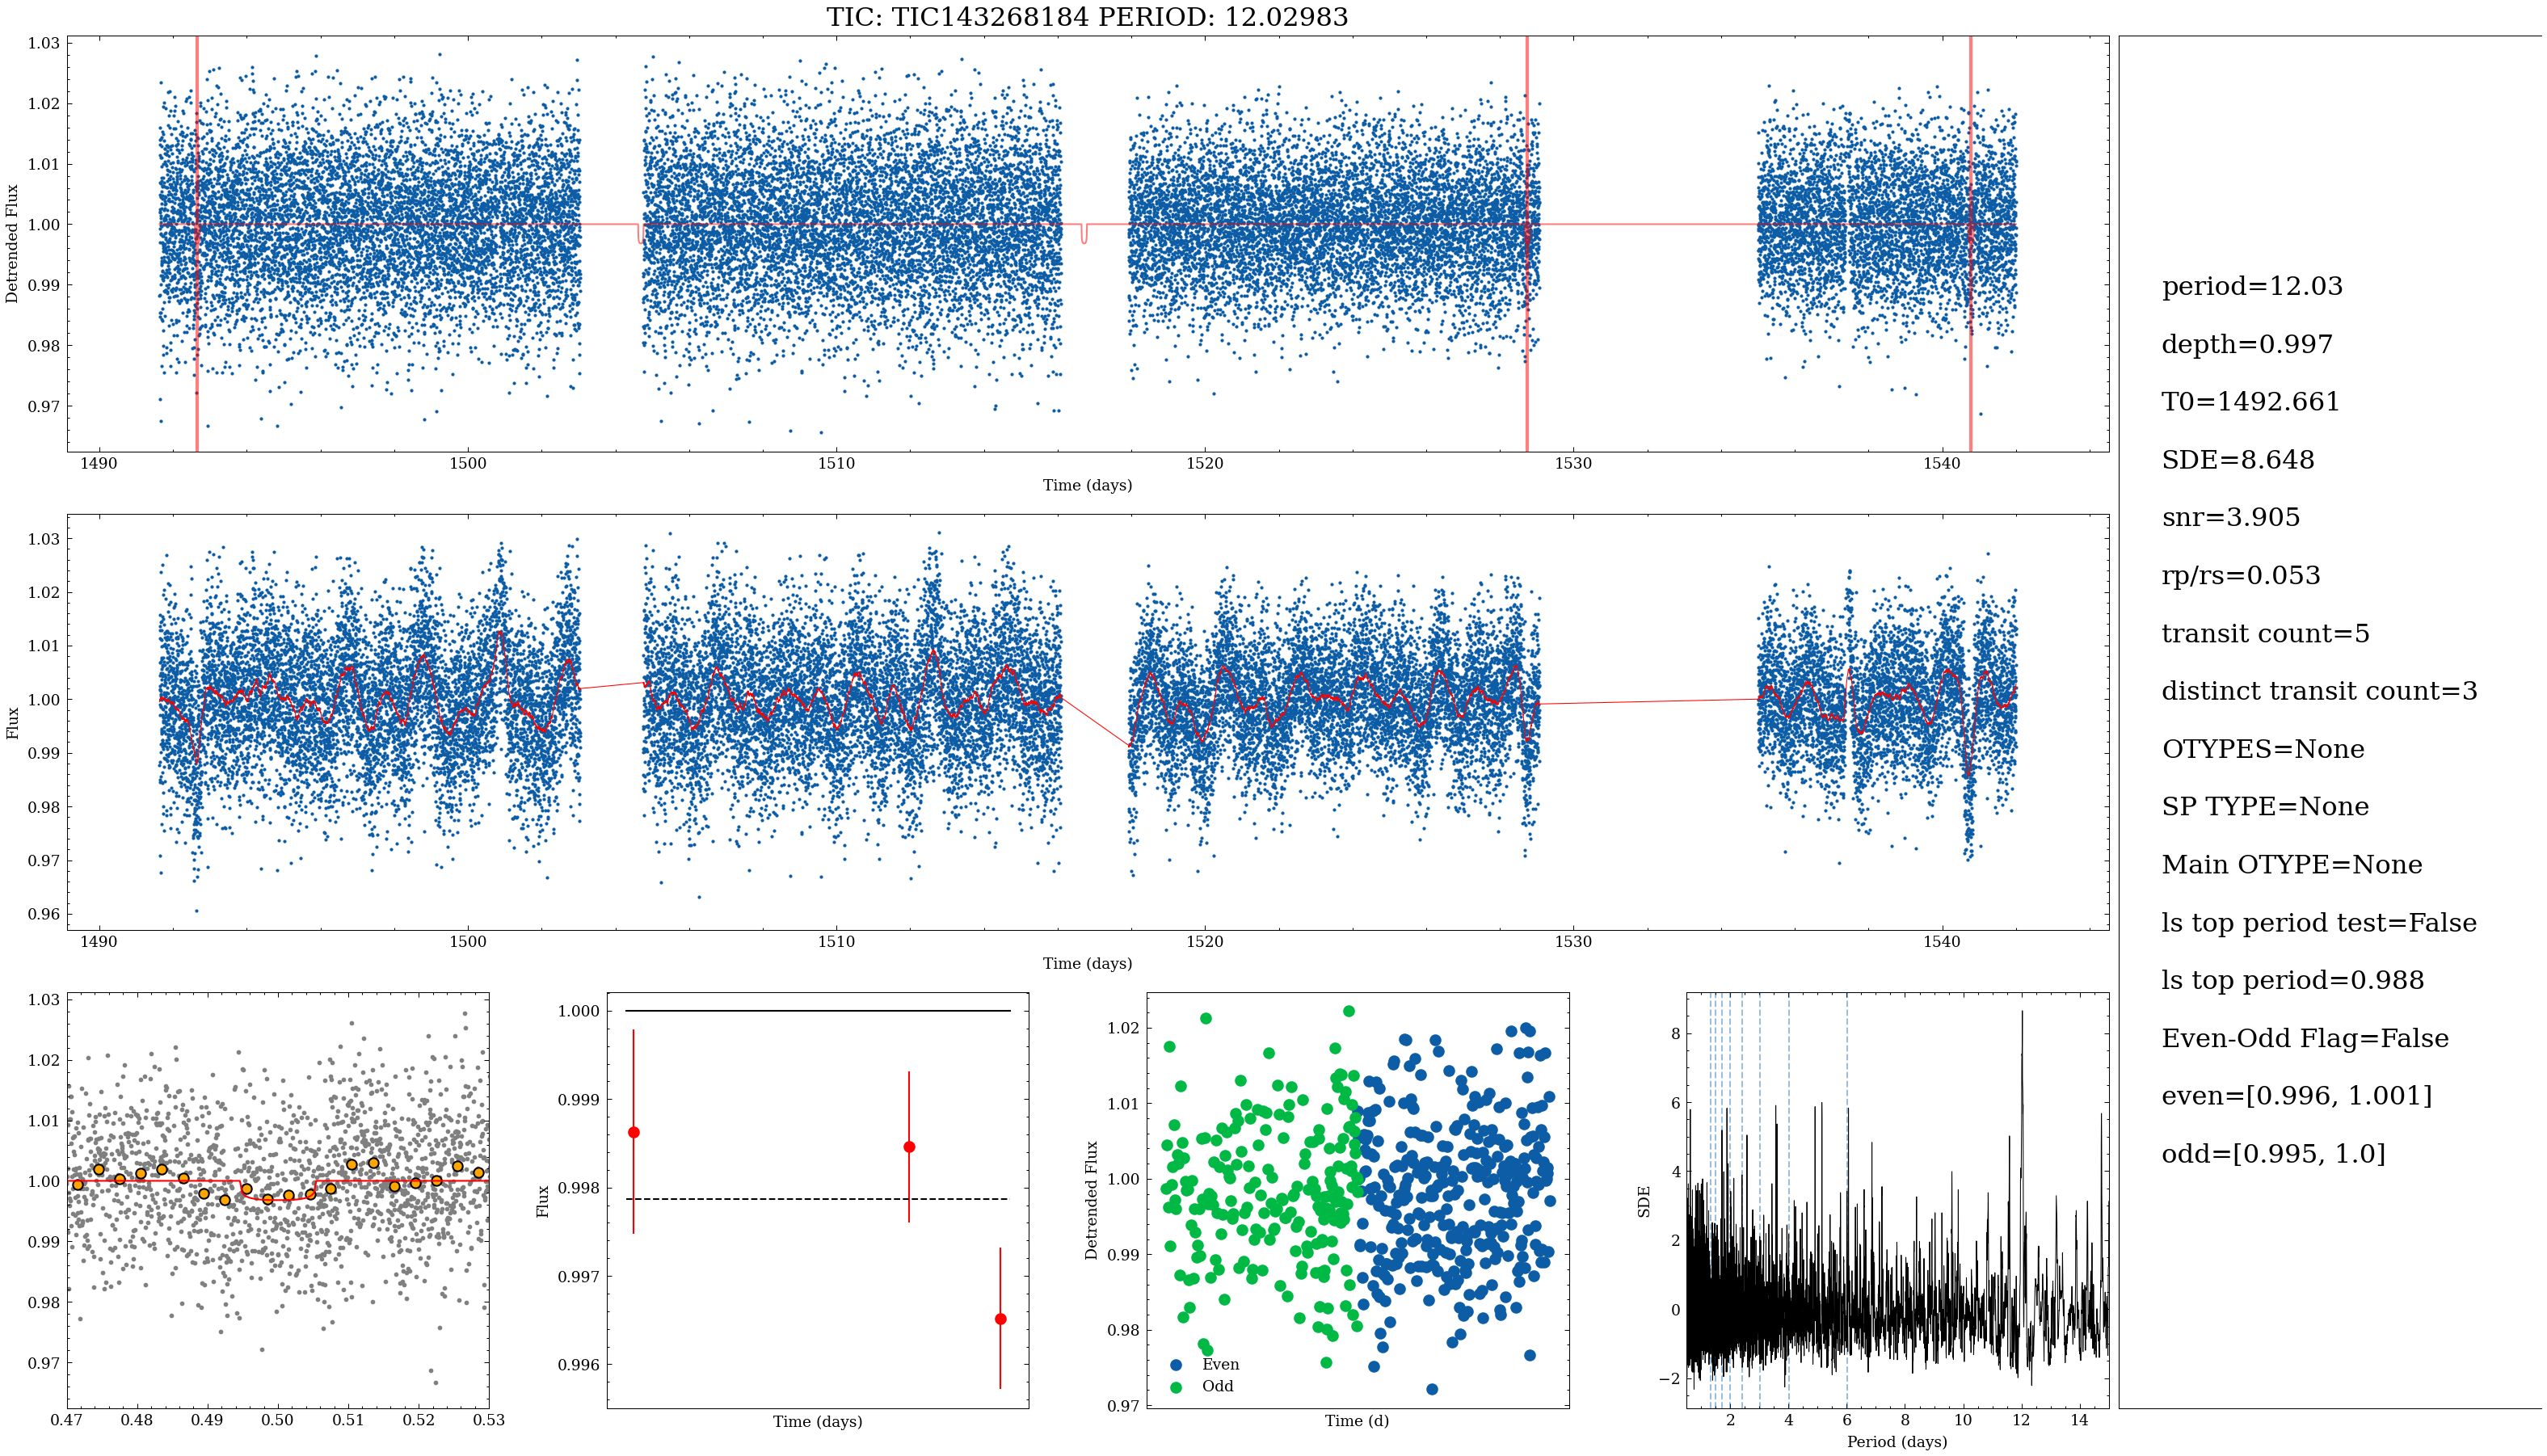 TIC: TIC143268184 PERIOD: 12.02983
1.03
1.02
1.01
1.00
0.99
0.98
0.97
Detrended Flux
1490 1500 1510 1520 1530 1540
Time (days)
1.03
1.02
1.01
1.00
0.99
0.98
0.97
0.96
Flux
1490 1500 1510 1520 1530 1540
Time (days)
1.03
1.02
1.01
1.00
0.99
0.98
0.97
0.47 0.48 0.49 0.50 0.51 0.52 0.53
1.000
0.999
0.998
0.997
0.996
Flux
Time (days)
1.02
1.01
1.00
0.99
0.98
0.97
Detrended Flux
Even
Odd
Time (d)
8
6
4
2
0
−2
SDE
2 4 6 8 10 12 14
Period (days)
period=12.03
depth=0.997
T0=1492.661
SDE=8.648
snr=3.905
rp/rs=0.053
transit count=5
distinct transit count=3
OTYPES=None
SP TYPE=None
Main OTYPE=None
ls top period test=False
ls top period=0.988
Even-Odd Flag=False
even=[0.996, 1.001]
odd=[0.995, 1.0]